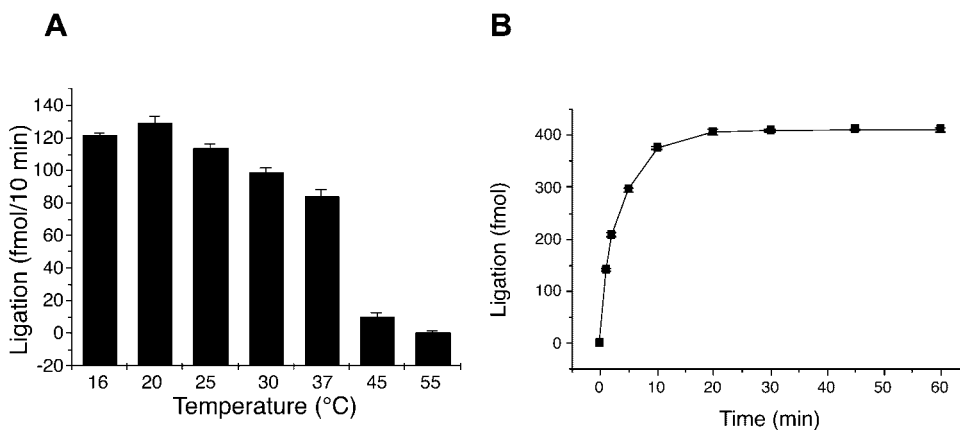 A
B
Ligation (fmol/10 min)
140
120
100
80
60
40
20
0
-20
16 20 25 30 37 45 55
Temperature (°C)
Ligation (fmol)
400
300
200
100
0
0 10 20 30 40 50 60
Time (min)